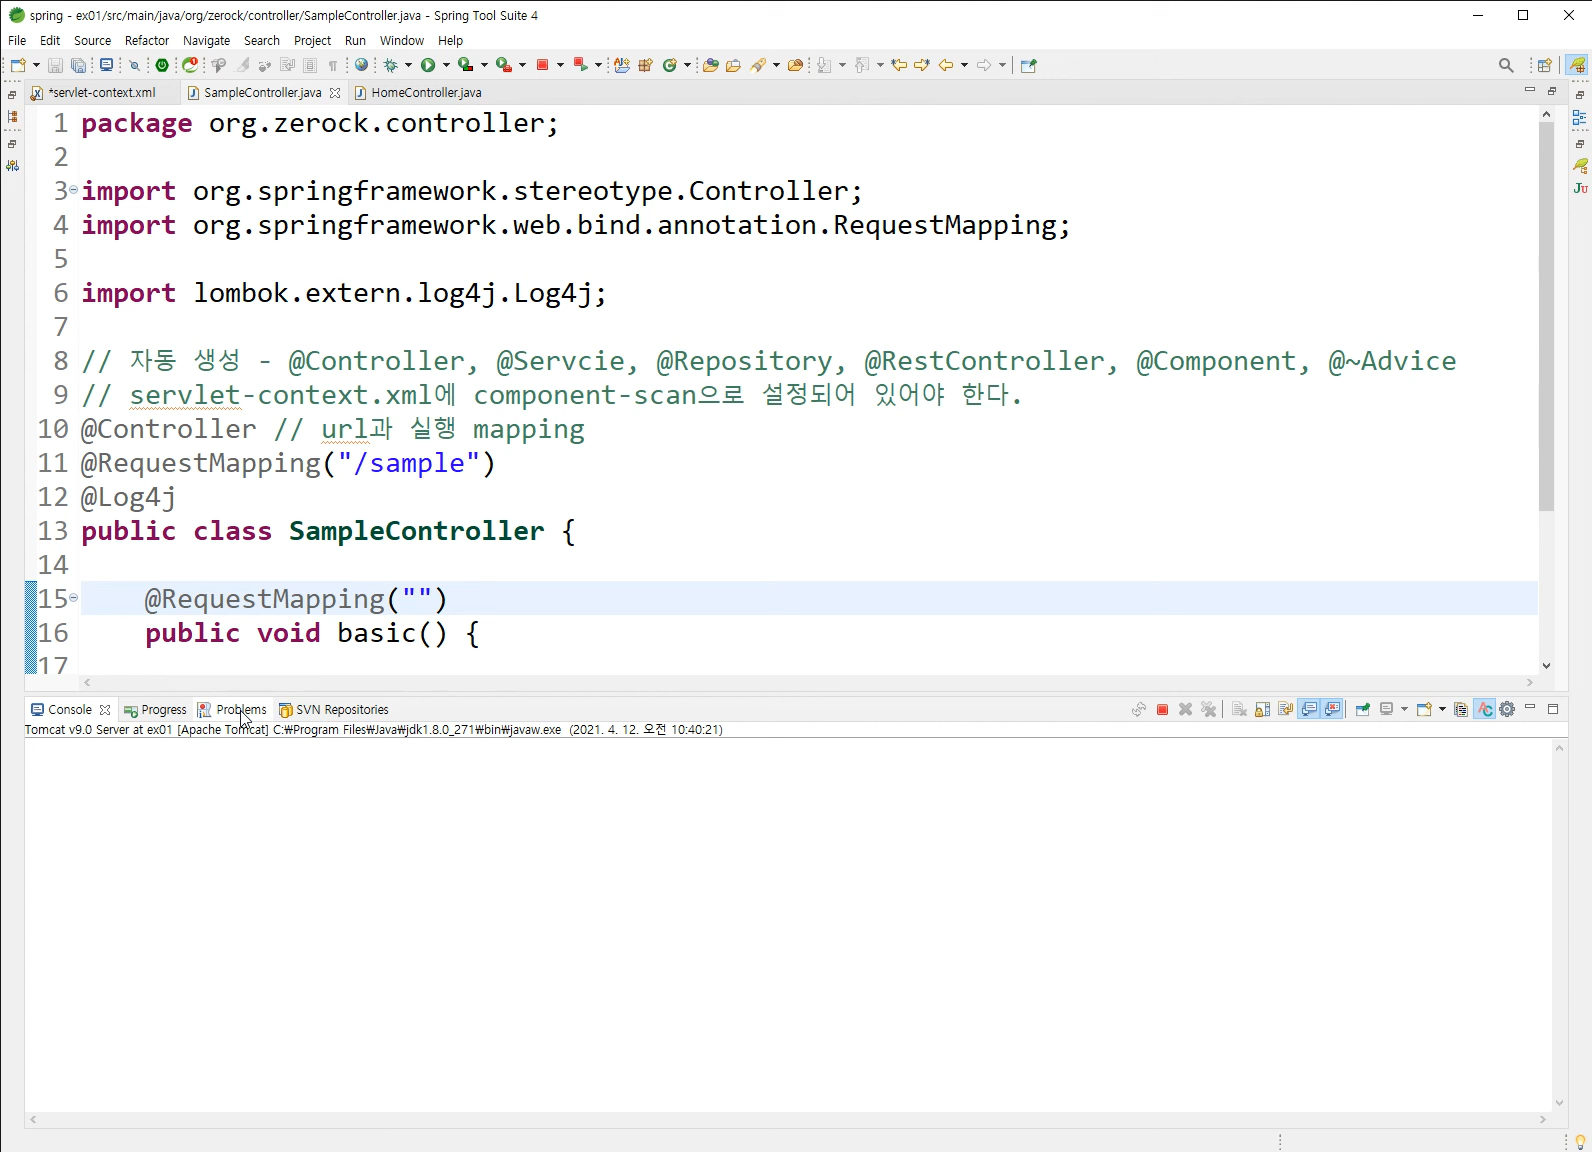 spring - ex01/src/main/java/org/zerock/controller/SampleController.java - Spring Tool Suite 4
File Edit Source Refactor Navigate Search Project Run Window Help
*servlet-context.xml SampleController.java HomeController.java
1 package org.zerock.controller;
2
3 import org.springframework.stereotype.Controller;
4 import org.springframework.web.bind.annotation.RequestMapping;
5
6 import lombok.extern.log4j.Log4j;
7
8 // 자동 생성 - @Controller, @Servcie, @Repository, @RestController, @Component, @~Advice
9 // servlet-context.xml에 component-scan으로 설정되어 있어야 한다.
10 @Controller // url과 실행 mapping
11 @RequestMapping("/sample")
12 @Log4j
13 public class SampleController {
14
15 @RequestMapping("")
16 public void basic() {
17
Console Progress Problems SVN Repositories
Tomcat v9.0 Server at ex01 [Apache Tomcat] C:₩Program Files₩Java₩jdk1.8.0_271₩bin₩javaw.exe (2021. 4. 12. 오전 10:40:21)